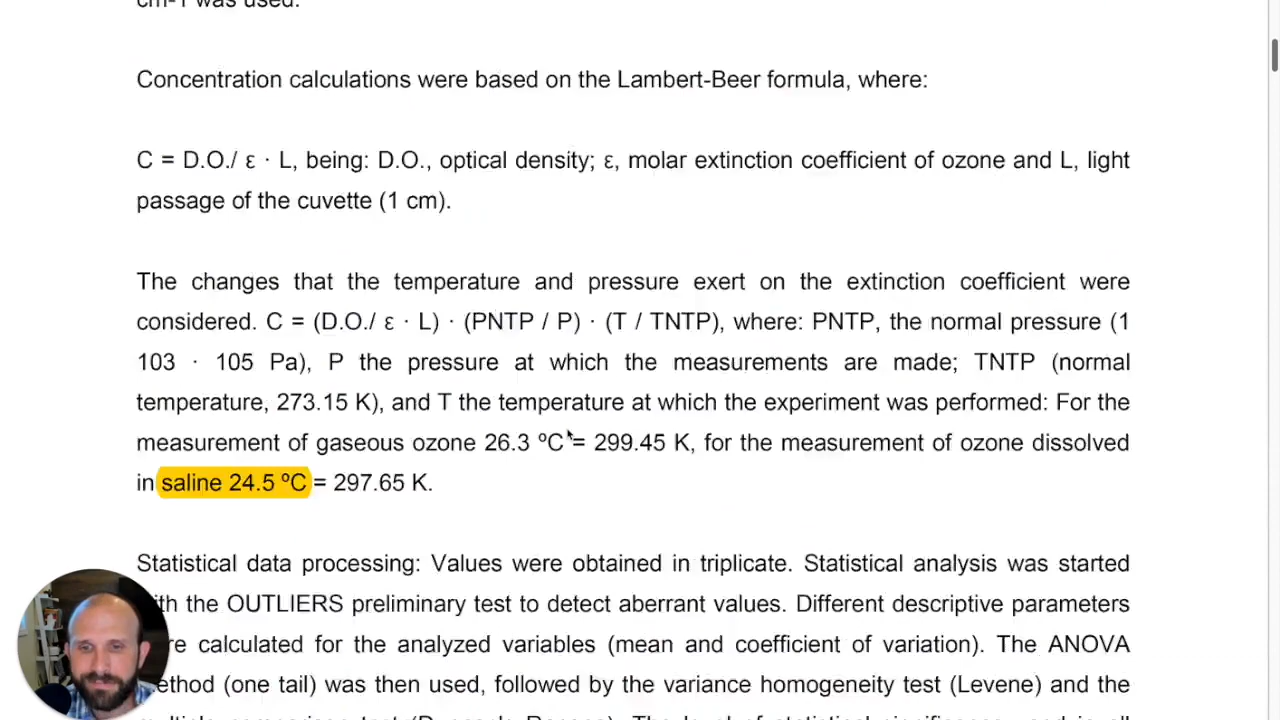 cm-1 was used.
Concentration calculations were based on the Lambert-Beer formula, where:
C = D.O./ ε · L, being: D.O., optical density; ε, molar extinction coefficient of ozone and L, light
passage of the cuvette (1 cm).
The changes that the temperature and pressure exert on the extinction coefficient were
considered. C = (D.O./ ε · L) · (PNTP / P) · (T / TNTP), where: PNTP, the normal pressure (1
103 · 105 Pa), P the pressure at which the measurements are made; TNTP (normal
temperature, 273.15 K), and T the temperature at which the experiment was performed: For the
measurement of gaseous ozone 26.3 ºC = 299.45 K, for the measurement of ozone dissolved
in saline 24.5 ºC = 297.65 K.
Statistical data processing: Values were obtained in triplicate. Statistical analysis was started
the OUTLIERS preliminary test to detect aberrant values. Different descriptive parameters
calculated for the analyzed variables (mean and coefficient of variation). The ANOVA
(one tail) was then used, followed by the variance homogeneity test (Levene) and the